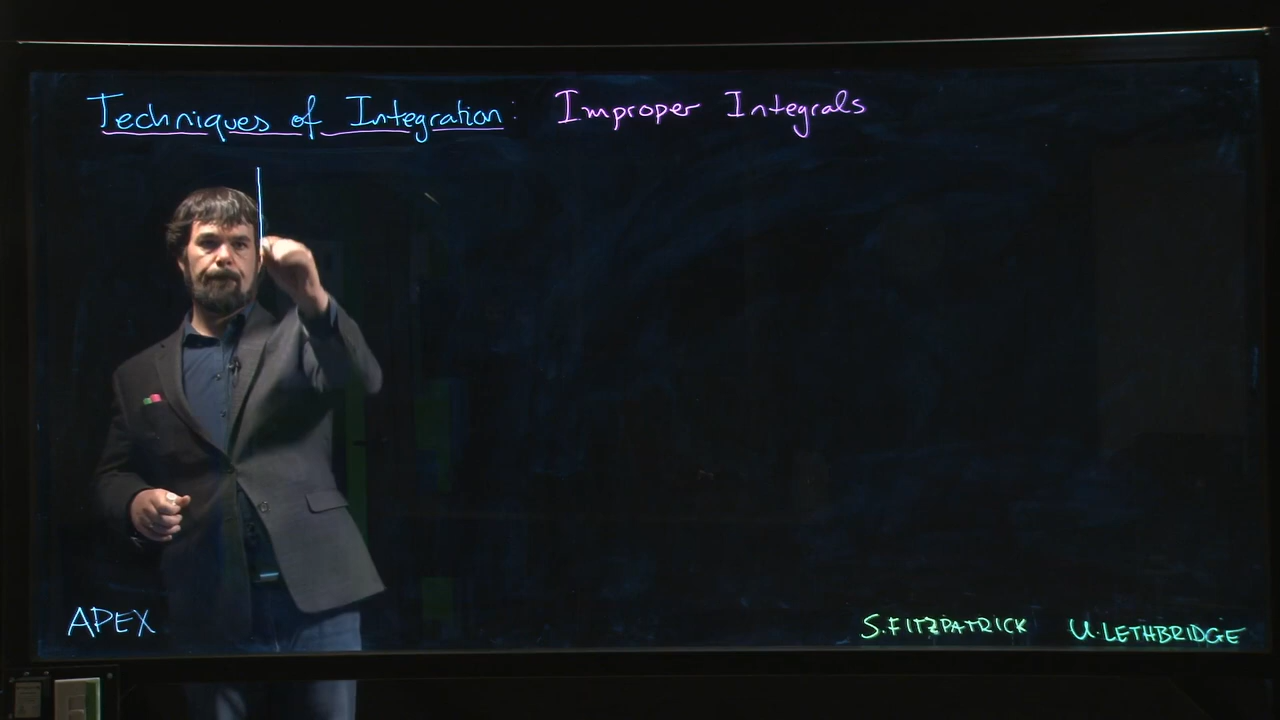 Techniques of Integration: Improper Integrals
APEX
S.FITZPATRICK U.LETHBRIDGE